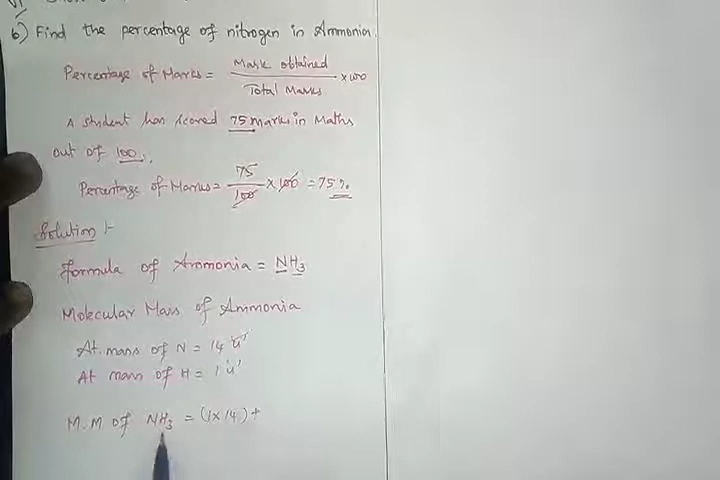 6) Find the percentage of nitrogen in Ammonia.
Percentage of Marks = Mark obtained / Total Marks × 100
A student has scored 75 marks in Maths
out of 100.
Percentage of Marks = 75/100 × 100 = 75%
Solution :-
Formula of Ammonia = NH₃
Molecular Mass of Ammonia
At. mass of N = 14 'u'
At mass of H = 1 'u'
M.M of NH₃ = (1 × 14) +